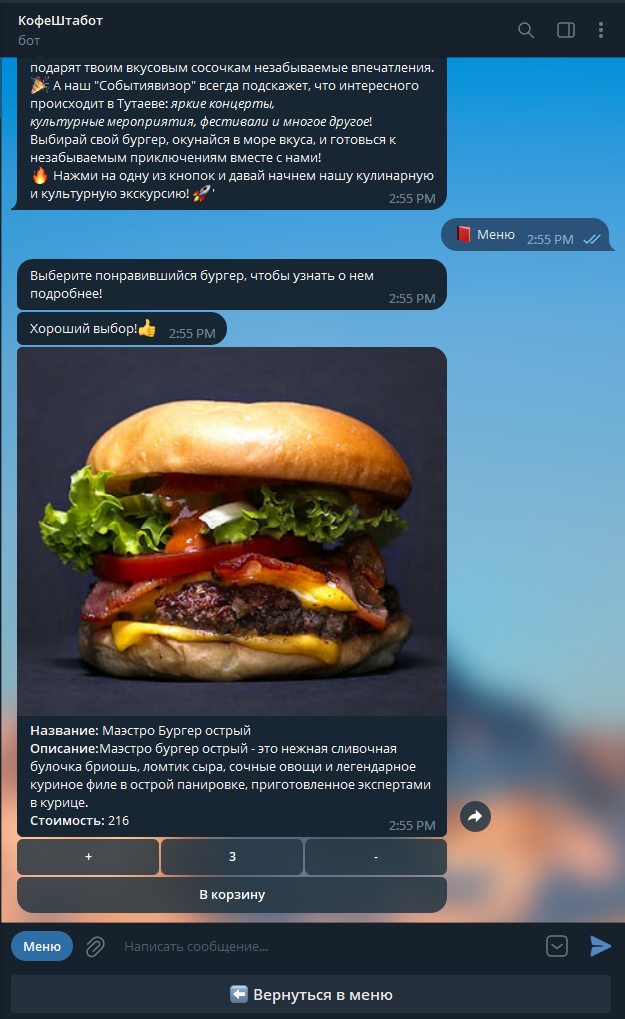 КофеШтабот
бот
подарят твоим вкусовым сосочкам незабываемые впечатления.
🎉 А наш "Событиявизор" всегда подскажет, что интересного
происходит в Тутаеве: яркие концерты,
культурные мероприятия, фестивали и многое другое!
Выбирай свой бургер, окунайся в море вкуса, и готовься к
незабываемым приключениям вместе с нами!
🔥 Нажми на одну из кнопок и давай начнем нашу кулинарную
и культурную экскурсию! 🚀'
2:55 PM
📕 Меню 2:55 PM
Выберите понравившийся бургер, чтобы узнать о нем
подробнее!
2:55 PM
Хороший выбор!👍 2:55 PM
Название: Маэстро Бургер острый
Описание:Маэстро бургер острый - это нежная сливочная
булочка бриошь, ломтик сыра, сочные овощи и легендарное
куриное филе в острой панировке, приготовленное экспертами
в курице.
Стоимость: 216
2:55 PM
+ 3 -
В корзину
Меню Написать сообщение...
⬅️ Вернуться в меню